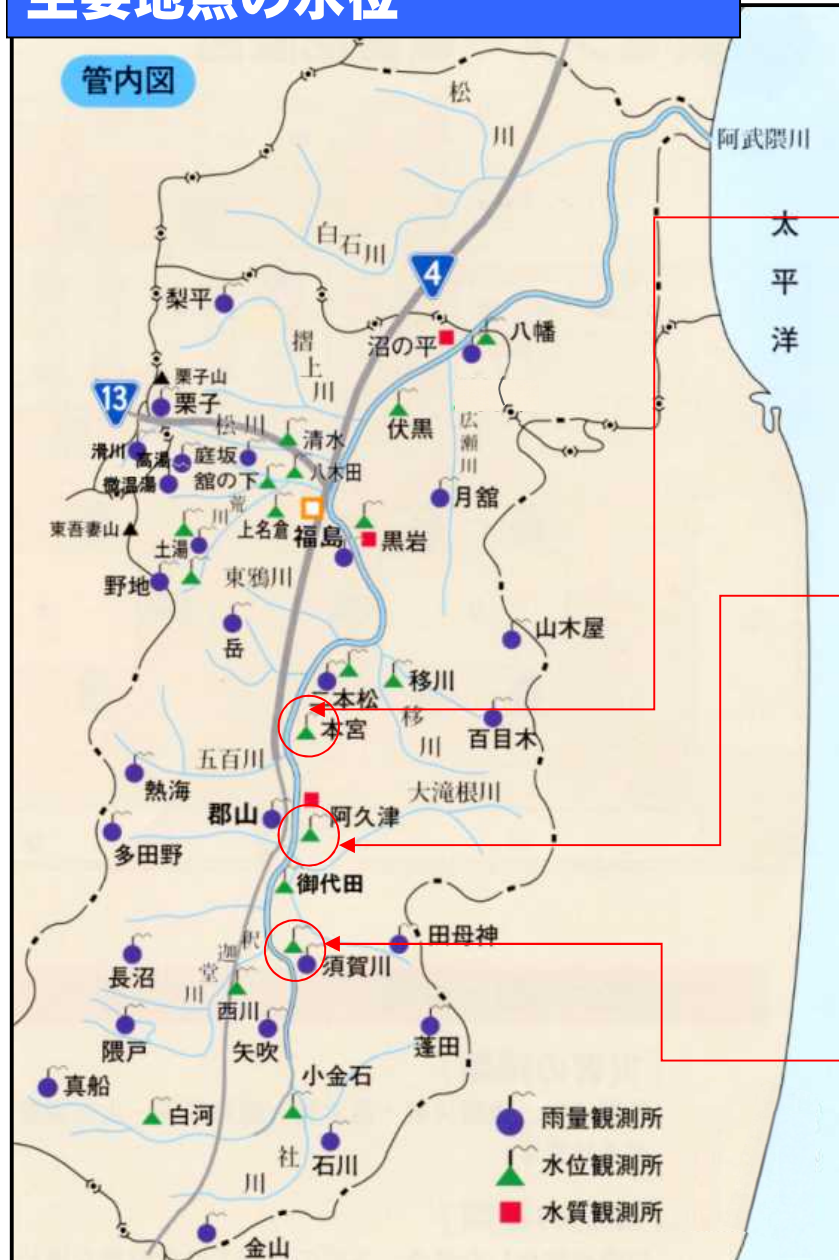 主要地点の水位
管内図
松川
阿武隈川
太平洋
白石川
4
梨平
摺上川
沼の平
八幡
栗子山
13
栗子
松川
清水
伏黒
広瀬川
滑川
高湯
庭坂
八木田
微温湯
舘の下
月舘
荒川
上名倉
福島
黒岩
東吾妻山
土湯
野地
東鴉川
岳
山木屋
二本松
移川
本宮
移川
百目木
五百川
熱海
大滝根川
郡山
阿久津
多田野
御代田
田母神
釈迦堂川
須賀川
長沼
西川
隈戸
矢吹
蓬田
小金石
真船
白河
雨量観測所
社川
石川
水位観測所
水質観測所
金山